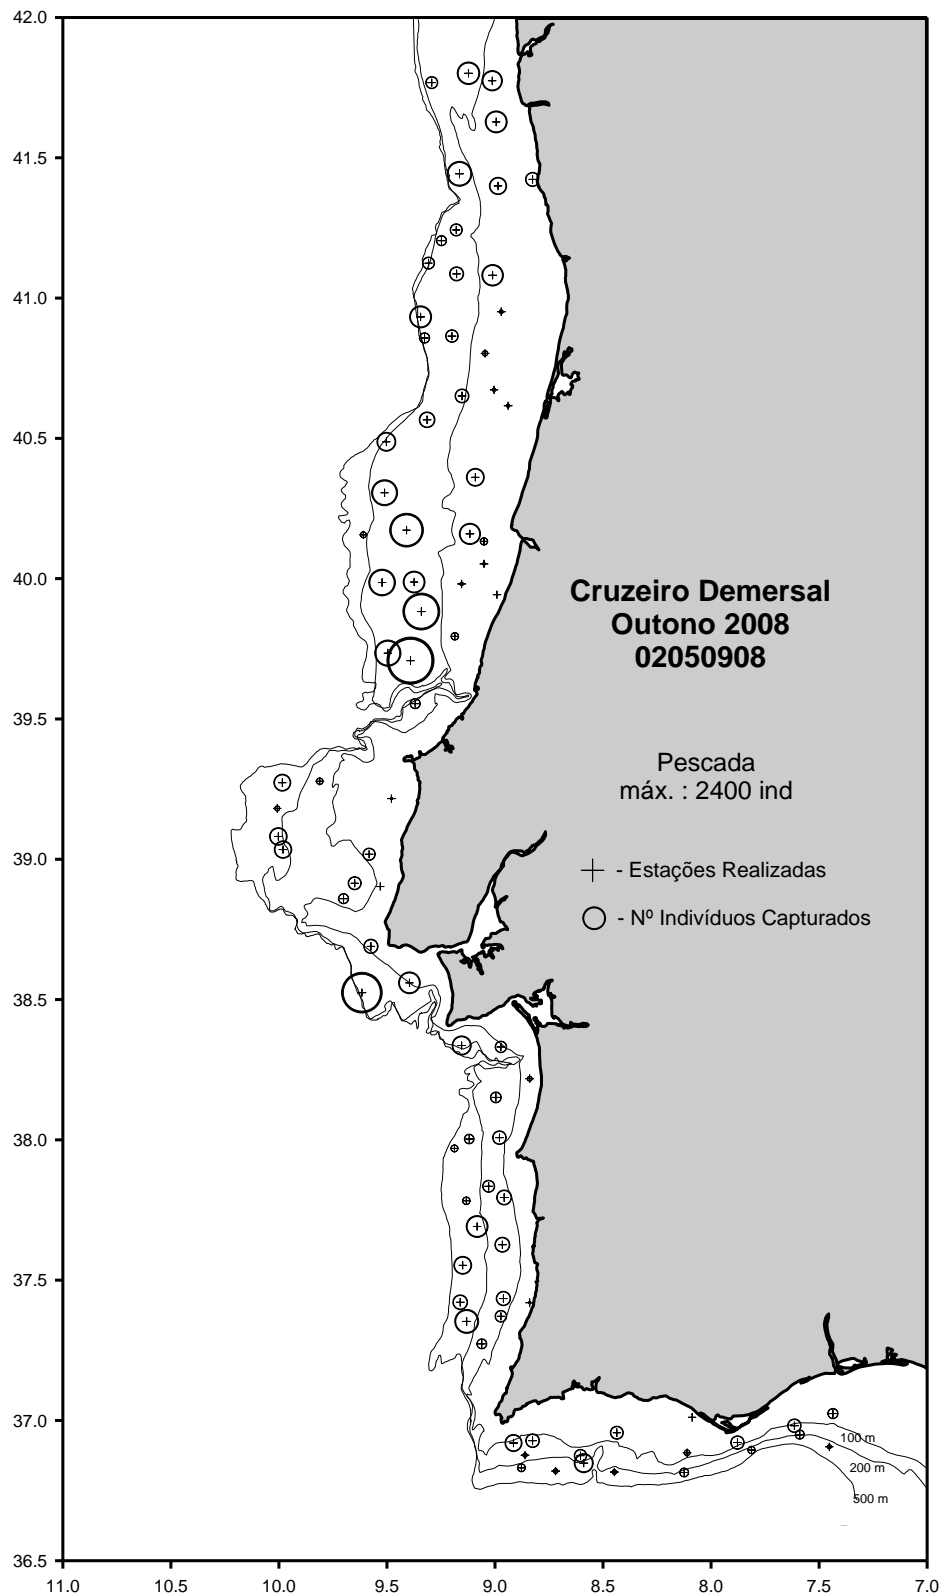 42.0
41.5
41.0
40.5
40.0
39.5
39.0
38.5
38.0
37.5
37.0
36.5
Cruzeiro Demersal
Outono 2008
02050908
Pescada
máx. : 2400 ind
- Estações Realizadas
- Nº Indivíduos Capturados
100 m
200 m
500 m
11.0 10.5 10.0 9.5 9.0 8.5 8.0 7.5 7.0